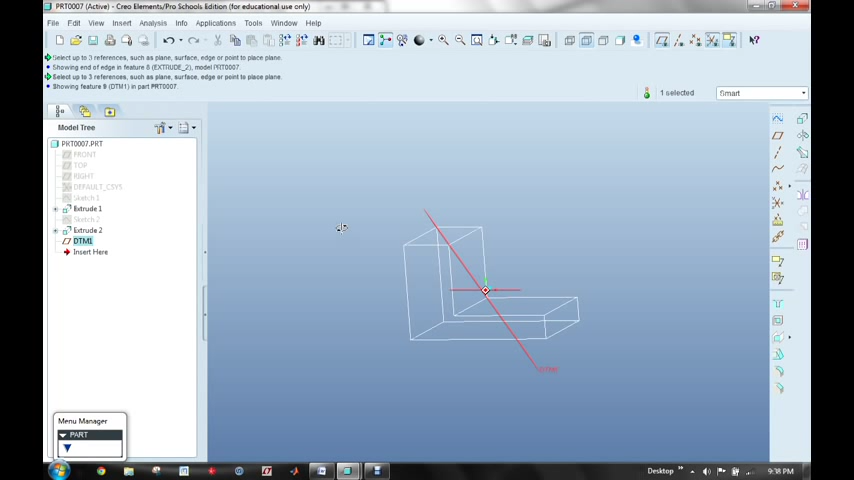 PRT0007 (Active) - Creo Elements/Pro Schools Edition (for educational use only)
File Edit View Insert Analysis Info Applications Tools Window Help
Select up to 3 references, such as plane, surface, edge or point to place plane.
Showing end of edge in feature 8 (EXTRUDE_2), model PRT0007.
Select up to 3 references, such as plane, surface, edge or point to place plane.
Showing feature 9 (DTM1) in part PRT0007.
1 selected
Smart
Model Tree
PRT0007.PRT
FRONT
TOP
RIGHT
DEFAULT_CSYS
Sketch 1
Extrude 1
Sketch 2
Extrude 2
DTM1
Insert Here
Menu Manager
PART
Desktop
9:38 PM